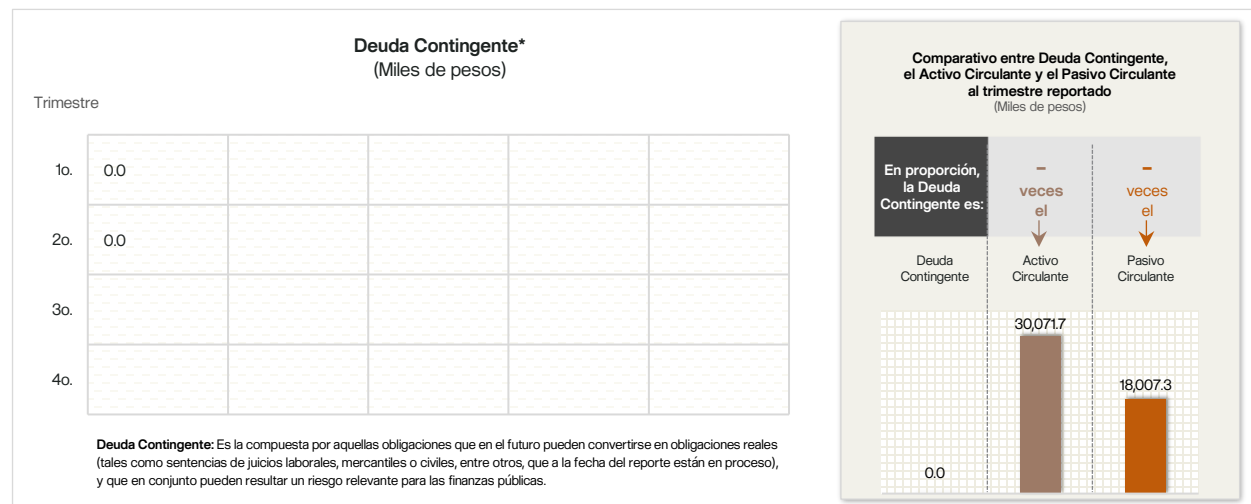 Deuda Contingente*
(Miles de pesos)
Trimestre
1o. 0.0
2o. 0.0
3o.
4o.
Deuda Contingente: Es la compuesta por aquellas obligaciones que en el futuro pueden convertirse en obligaciones reales
(tales como sentencias de juicios laborales, mercantiles o civiles, entre otros, que a la fecha del reporte están en proceso),
y que en conjunto pueden resultar un riesgo relevante para las finanzas públicas.
Comparativo entre Deuda Contingente,
el Activo Circulante y el Pasivo Circulante
al trimestre reportado
(Miles de pesos)
En proporción,
la Deuda
Contingente es:
–
veces
el
–
veces
el
Deuda
Contingente
Activo
Circulante
Pasivo
Circulante
0.0
30,071.7
18,007.3